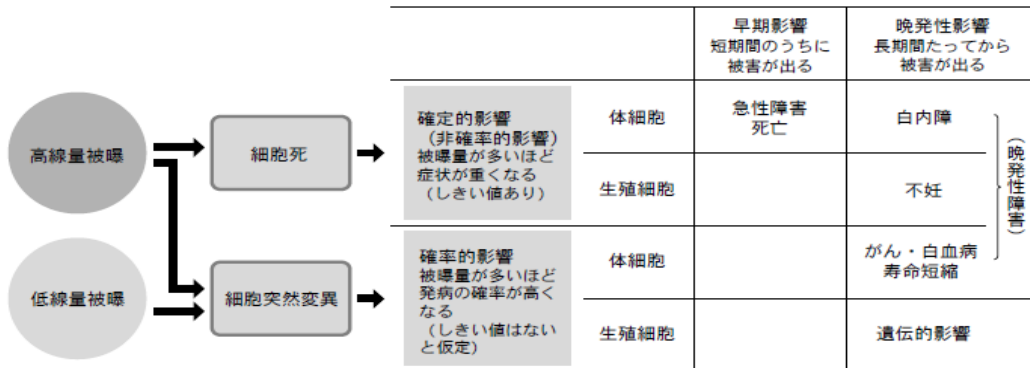 早期影響
短期間のうちに
被害が出る
晩発性影響
長期間たってから
被害が出る
高線量被曝
細胞死
確定的影響
（非確率的影響）
被曝量が多いほど
症状が重くなる
（しきい値あり）
体細胞
急性障害
死亡
白内障
生殖細胞
不妊
（晩発性障害）
低線量被曝
細胞突然変異
確率的影響
被曝量が多いほど
発病の確率が高く
なる
（しきい値はない
と仮定）
体細胞
がん・白血病
寿命短縮
生殖細胞
遺伝的影響